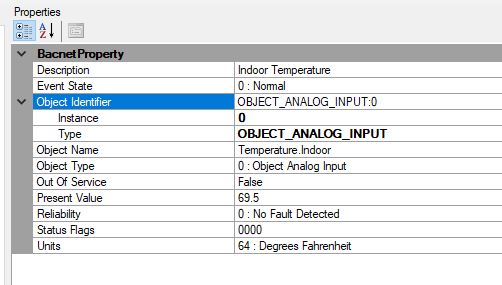 Properties
BacnetProperty
Description Indoor Temperature
Event State 0 : Normal
Object Identifier OBJECT_ANALOG_INPUT:0
Instance 0
Type OBJECT_ANALOG_INPUT
Object Name Temperature.Indoor
Object Type 0 : Object Analog Input
Out Of Service False
Present Value 69.5
Reliability 0 : No Fault Detected
Status Flags 0000
Units 64 : Degrees Fahrenheit